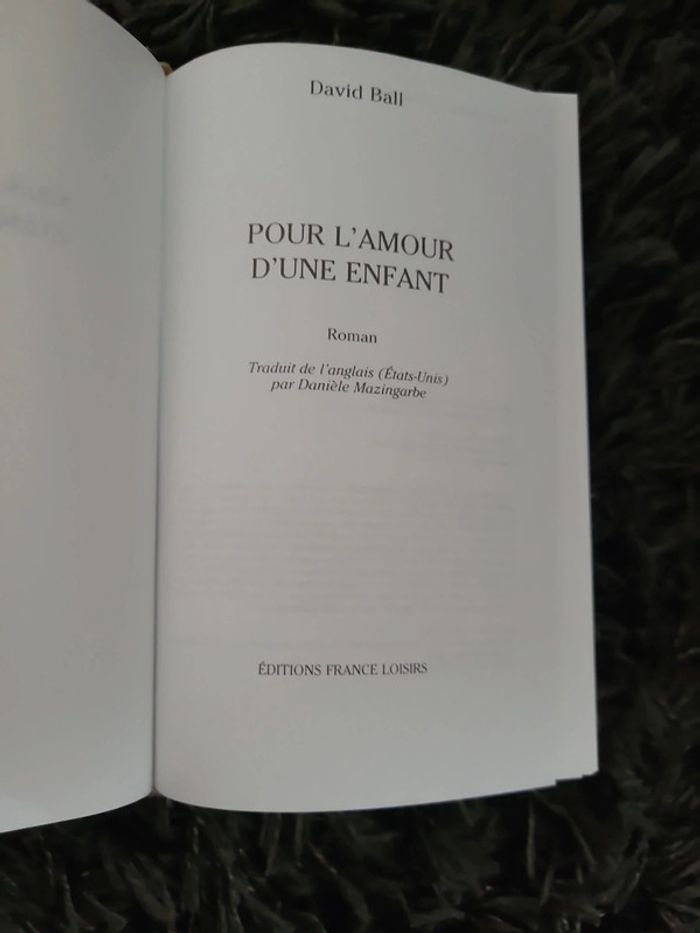 David Ball
POUR L'AMOUR
D'UNE ENFANT
Roman
Traduit de l'anglais (États-Unis)
par Danièle Mazingarbe
ÉDITIONS FRANCE LOISIRS